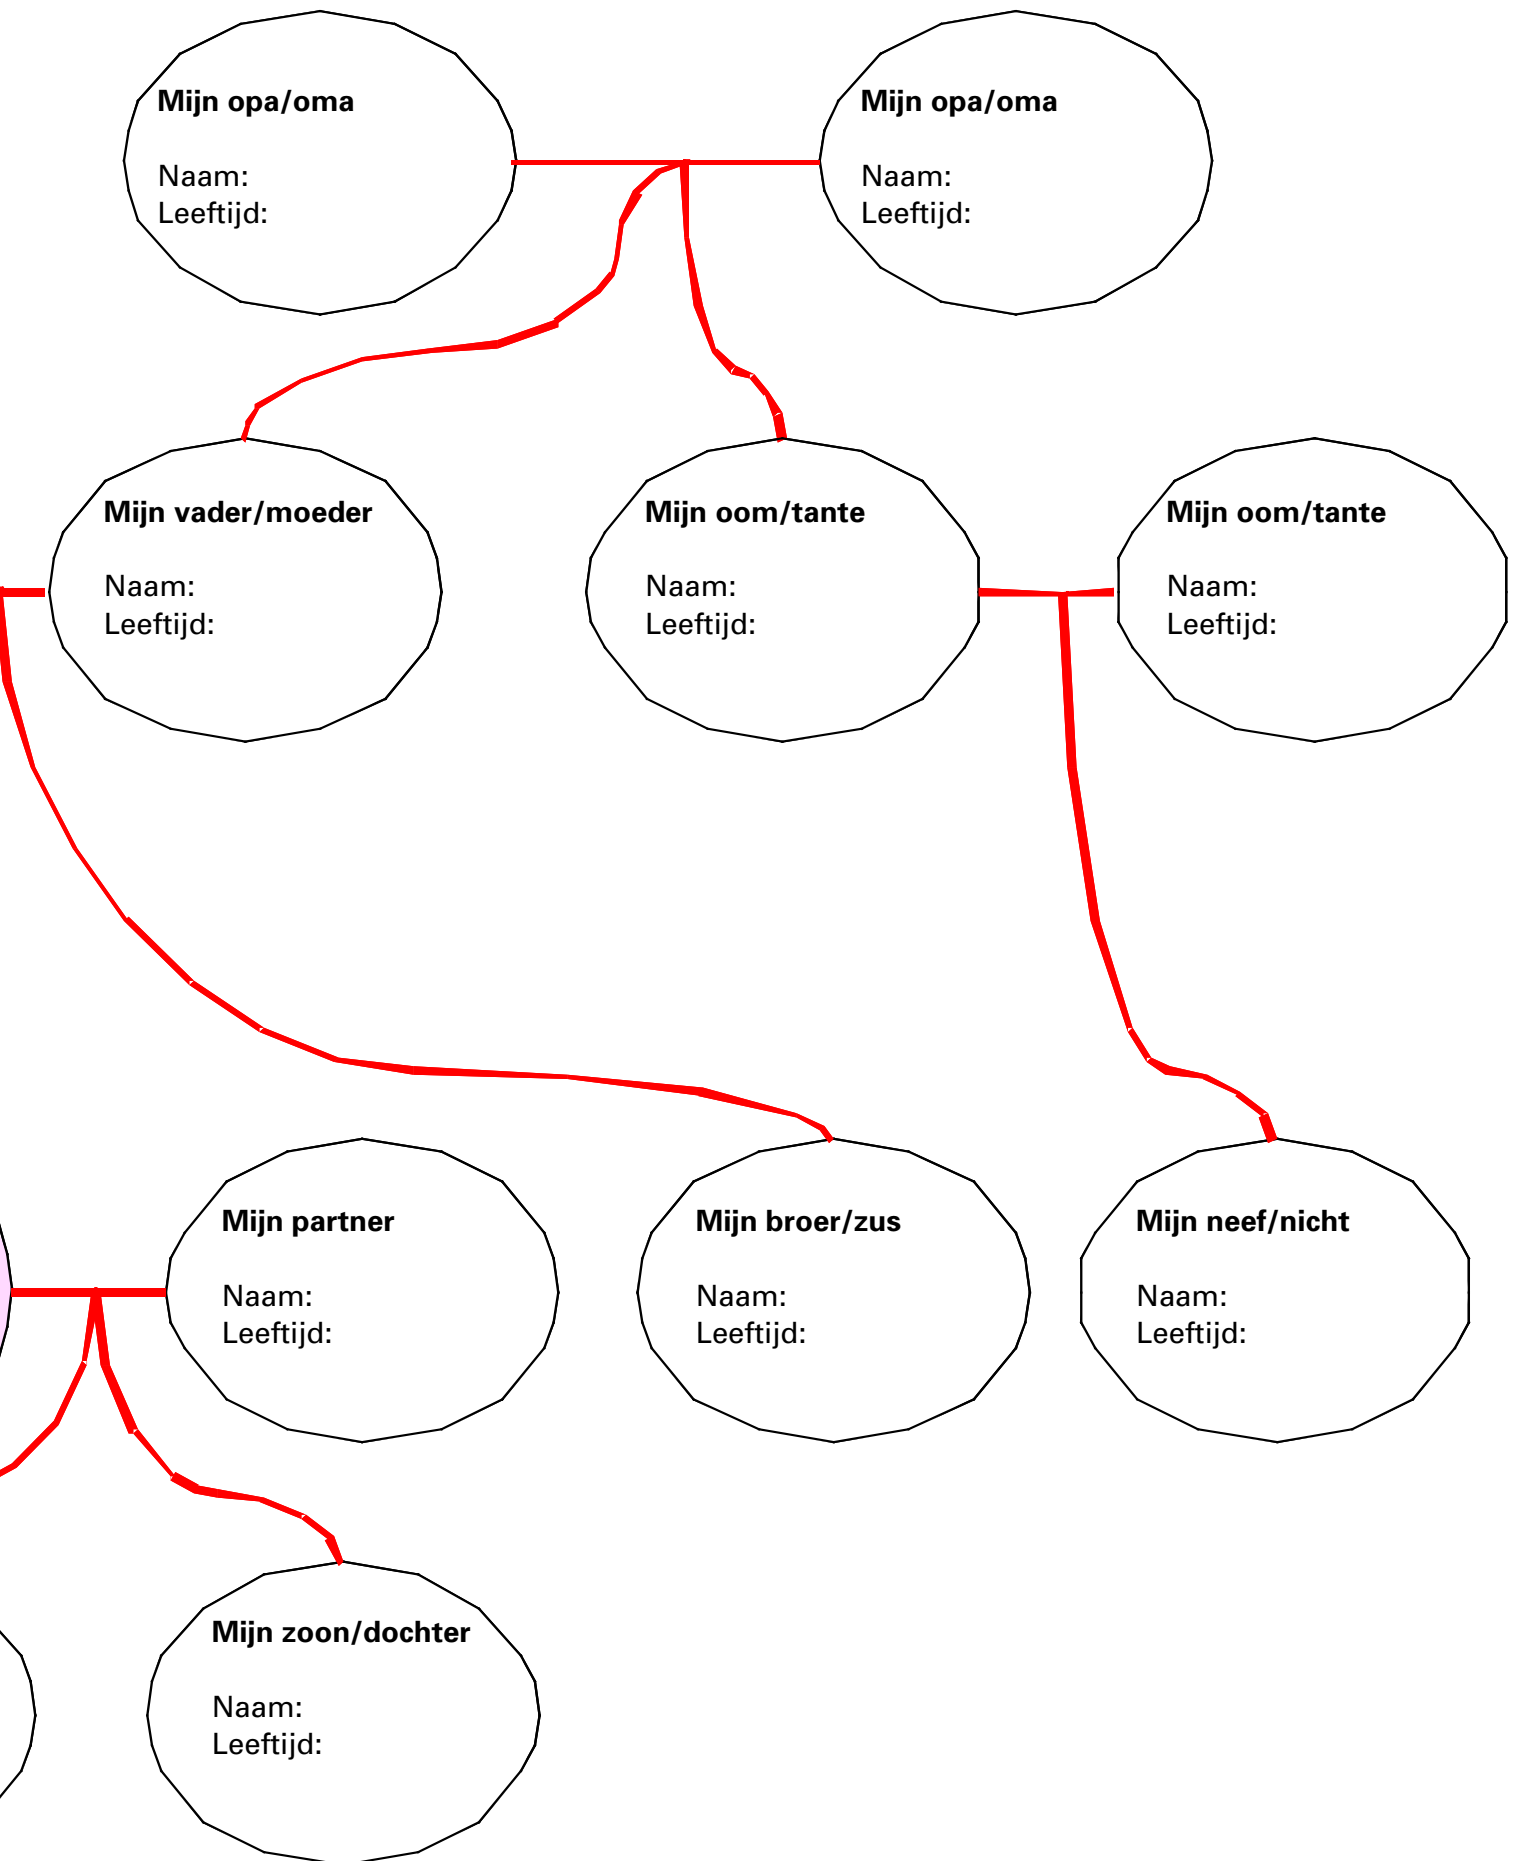 Mijn opa/oma
Naam:
Leeftijd:
Mijn opa/oma
Naam:
Leeftijd:
Mijn vader/moeder
Naam:
Leeftijd:
Mijn oom/tante
Naam:
Leeftijd:
Mijn oom/tante
Naam:
Leeftijd:
Mijn partner
Naam:
Leeftijd:
Mijn broer/zus
Naam:
Leeftijd:
Mijn neef/nicht
Naam:
Leeftijd:
Mijn zoon/dochter
Naam:
Leeftijd: